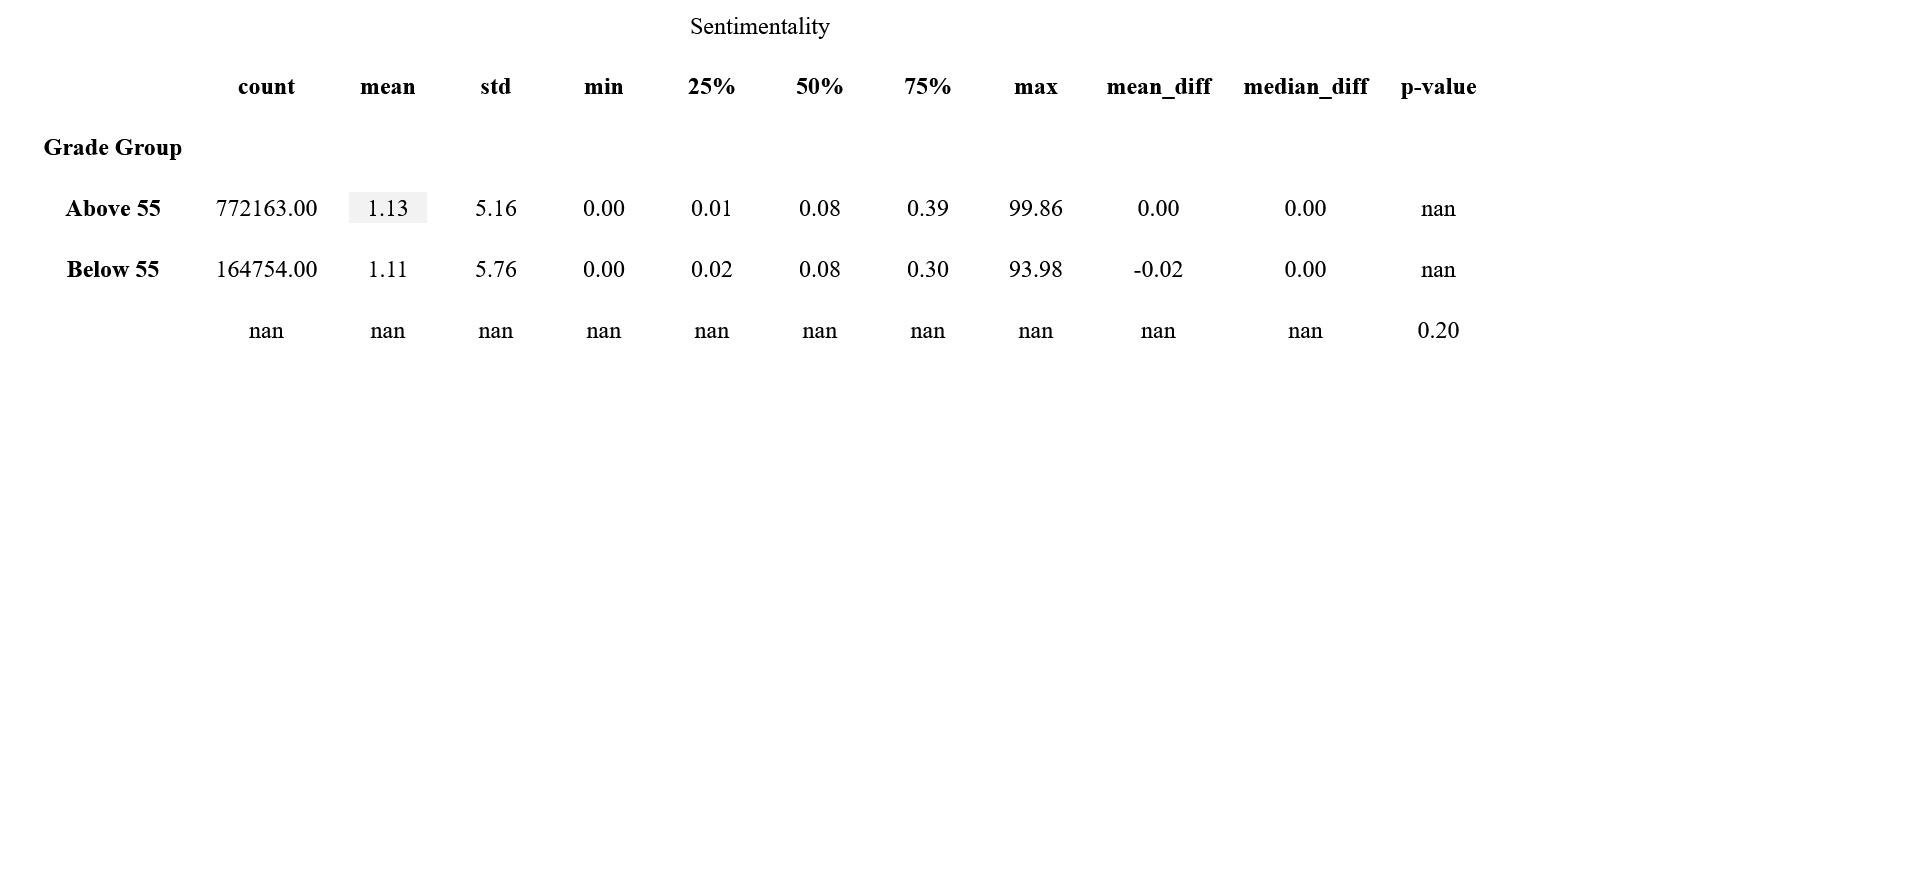 Sentimentality
count mean std min 25% 50% 75% max mean_diff median_diff p-value
Grade Group
Above 55 772163.00 1.13 5.16 0.00 0.01 0.08 0.39 99.86 0.00 0.00 nan
Below 55 164754.00 1.11 5.76 0.00 0.02 0.08 0.30 93.98 -0.02 0.00 nan
nan nan nan nan nan nan nan nan nan nan 0.20